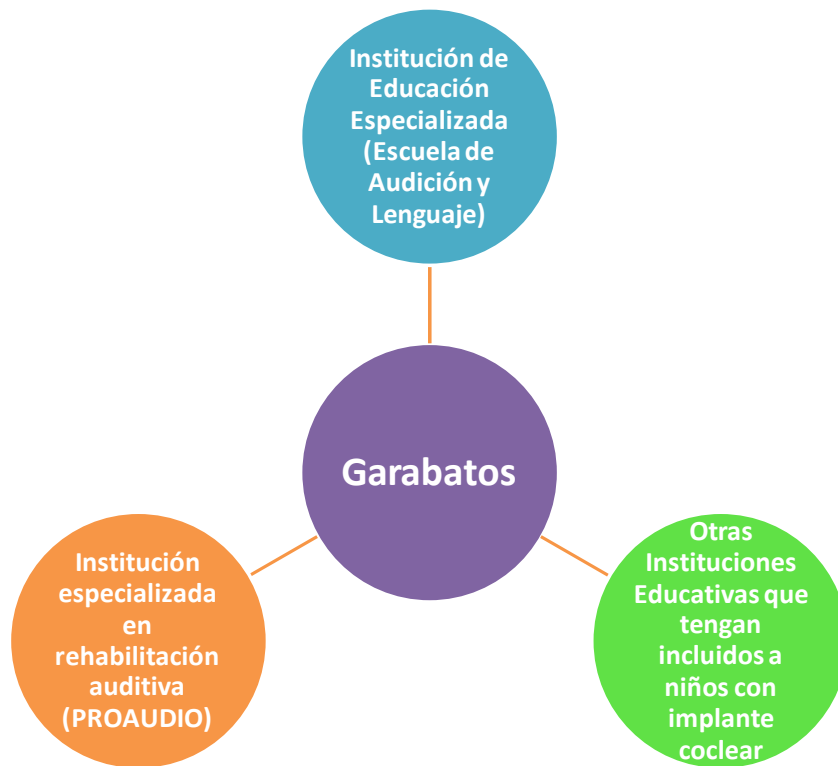 Institución de
Educación
Especializada
(Escuela de
Audición y
Lenguaje)
Garabatos
Institución
especializada
en
rehabilitación
auditiva
(PROAUDIO)
Otras
Instituciones
Educativas que
tengan
incluidos a
niños con
implante
coclear